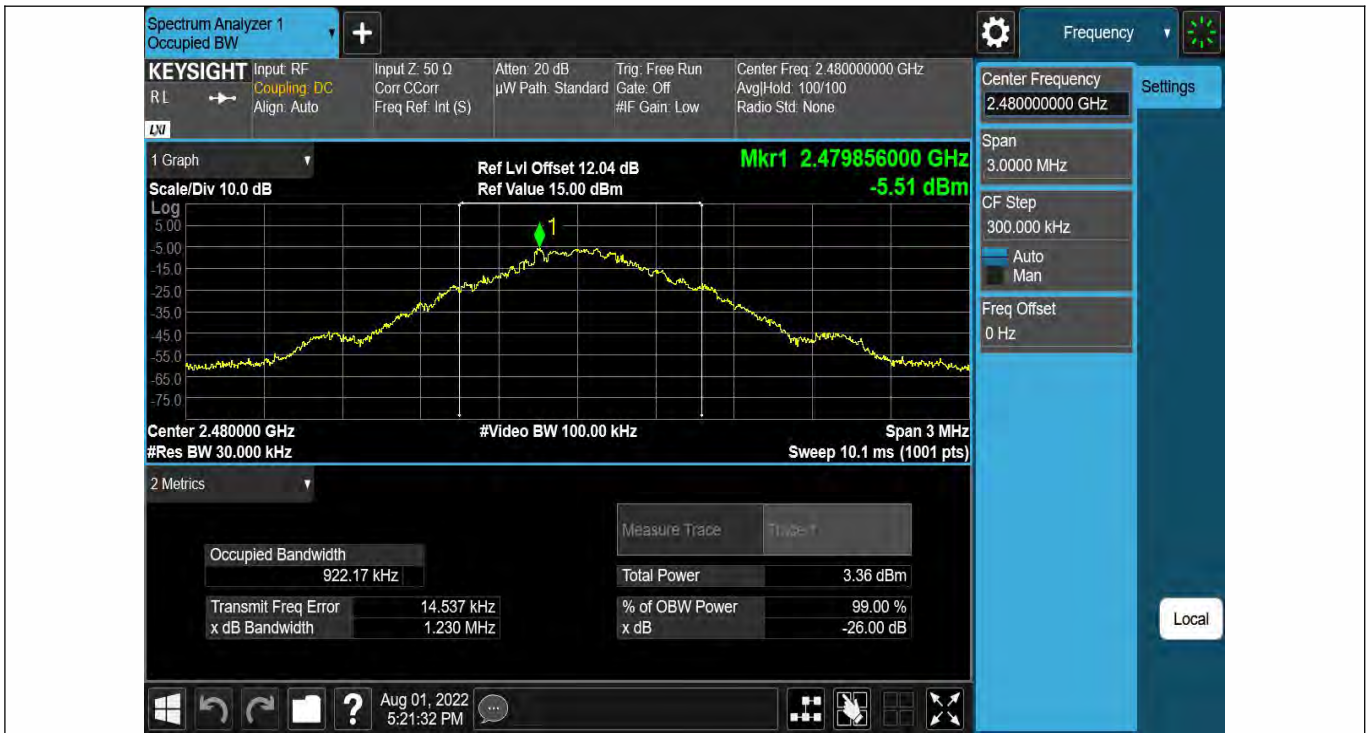 Spectrum Analyzer 1
Occupied BW
+
Frequency
KEYSIGHT
R L
LXI
Input: RF
Coupling: DC
Align: Auto
Input Z: 50 Ω
Corr CCorr
Freq Ref: Int (S)
Atten: 20 dB
µW Path: Standard
Trig: Free Run
Gate: Off
#IF Gain: Low
Center Freq: 2.480000000 GHz
Avg|Hold: 100/100
Radio Std: None
Center Frequency
2.480000000 GHz
Settings
Span
3.0000 MHz
CF Step
300.000 kHz
Auto
Man
Freq Offset
0 Hz
Local
1 Graph
Scale/Div 10.0 dB
Ref Lvl Offset 12.04 dB
Ref Value 15.00 dBm
Mkr1 2.479856000 GHz
-5.51 dBm
Log
5.00
-5.00
-15.0
-25.0
-35.0
-45.0
-55.0
-65.0
-75.0
1
Center 2.480000 GHz
#Res BW 30.000 kHz
#Video BW 100.00 kHz
Span 3 MHz
Sweep 10.1 ms (1001 pts)
2 Metrics
Measure Trace
Trace 1
Occupied Bandwidth
922.17 kHz
Total Power 3.36 dBm
Transmit Freq Error 14.537 kHz
% of OBW Power 99.00 %
x dB Bandwidth 1.230 MHz
x dB -26.00 dB
?
Aug 01, 2022
5:21:32 PM